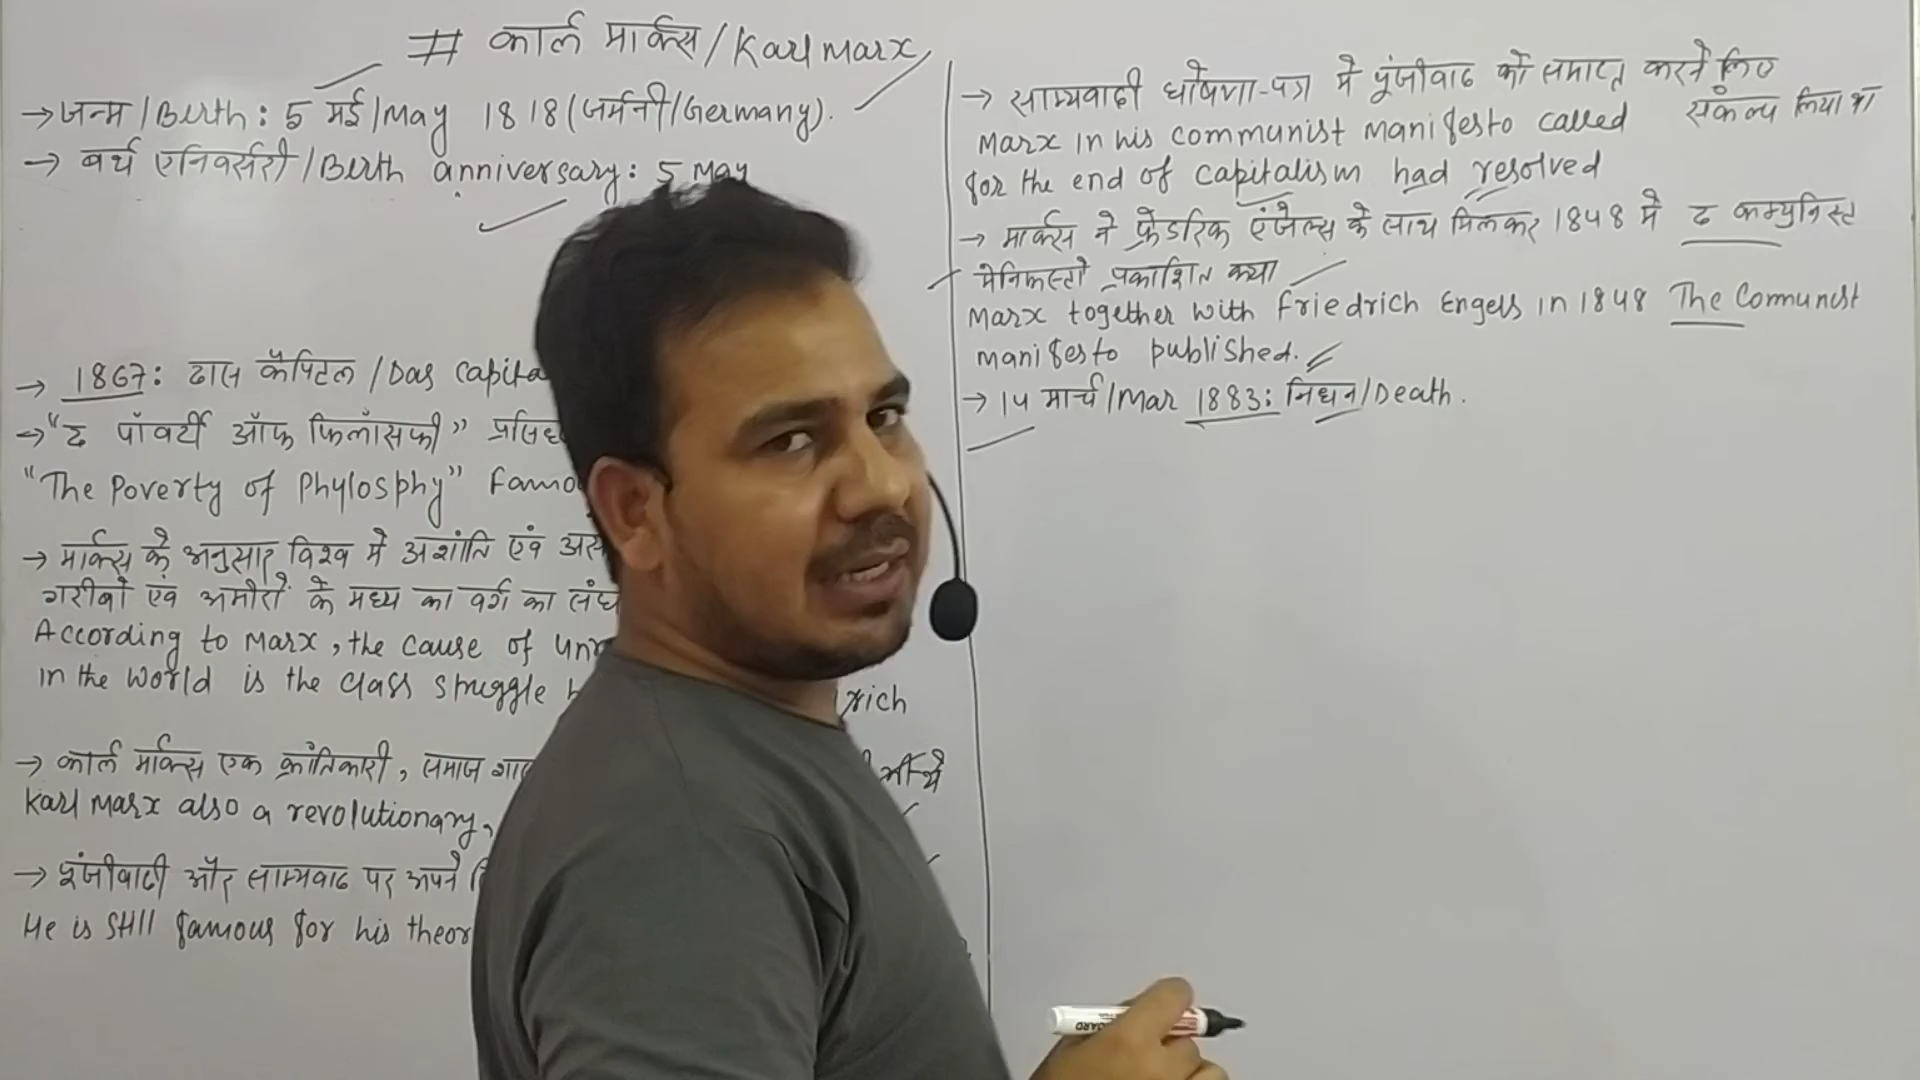 # कार्ल मार्क्स/Karl Marx
→ जन्म/Birth: 5 मई/May 1818 (जर्मनी/Germany).
→ बर्थ एनिवर्सरी/Birth anniversary: 5 May
→ 1867: दास कैपिटल/Das Capita
→ "द पॉवर्टी ऑफ फिलॉसफी" प्रसिध
"The Poverty of Phylosphy" Famo
→ मार्क्स के अनुसार विश्व मे अशांति एवं असं
गरीबो एवं अमीरों के मध्य का वर्ग का संघ
According to Marx, the cause of unr
in the world is the class struggle b rich
→ कार्ल मार्क्स एक क्रांतिकारी, समाज शा भी थे
Karl Marx also a revolutionary,
→ पूंजीवादी और साम्यवाद पर अपने
He is still famous for his theor
→ साम्यवादी घोषणा-पत्र मे पूंजीवाद को समाप्त करने लिए
संकल्प लिया था
Marx in his communist manifesto called
for the end of capitalism had resolved
→ मार्क्स ने फ्रेडरिक एंजेल्स के साथ मिलकर 1848 मे द कम्युनिस्ट
मेनिफस्टो प्रकाशित क्या
Marx together with Friedrich Engels in 1848 The Communist
manifesto published.
→ 14 मार्च/Mar 1883: निधन/Death.